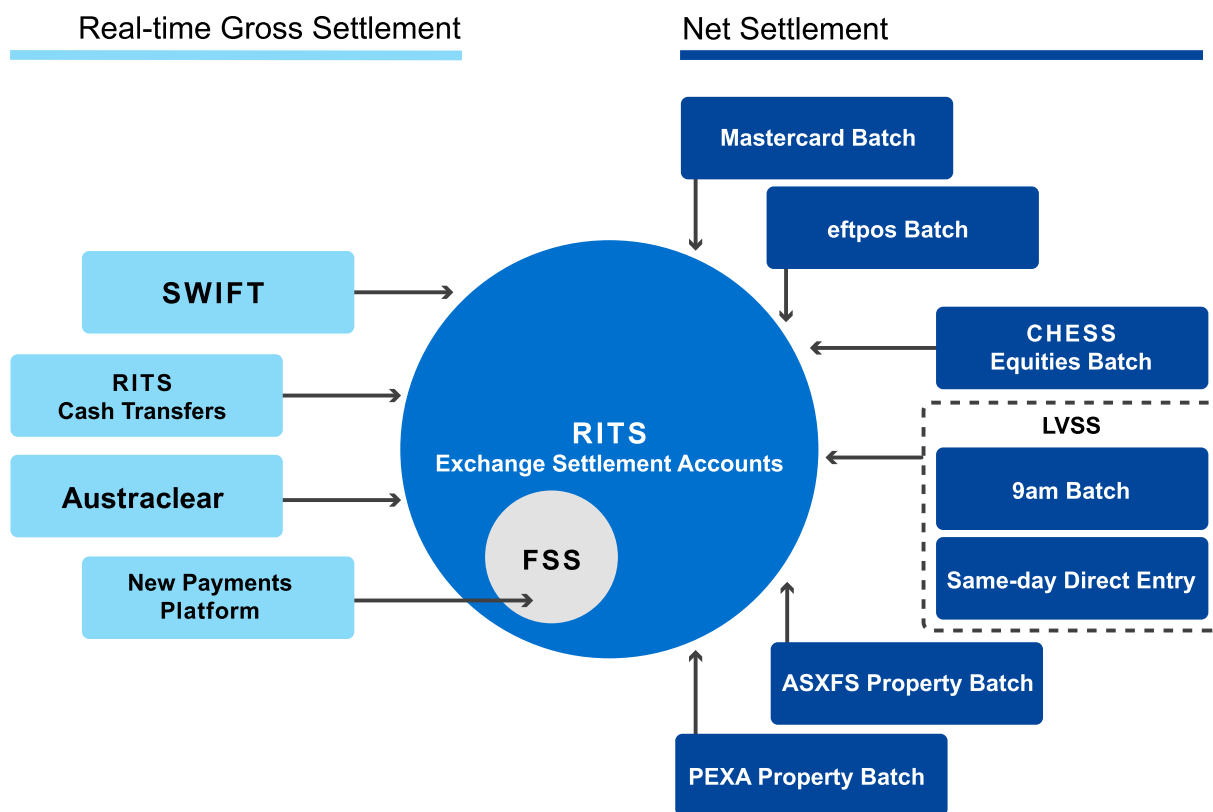 Real-time Gross Settlement
Net Settlement
Mastercard Batch
eftpos Batch
SWIFT
CHESS
Equities Batch
RITS
Cash Transfers
LVSS
RITS
Exchange Settlement Accounts
9am Batch
Austraclear
FSS
New Payments
Platform
Same-day Direct Entry
ASXFS Property Batch
PEXA Property Batch